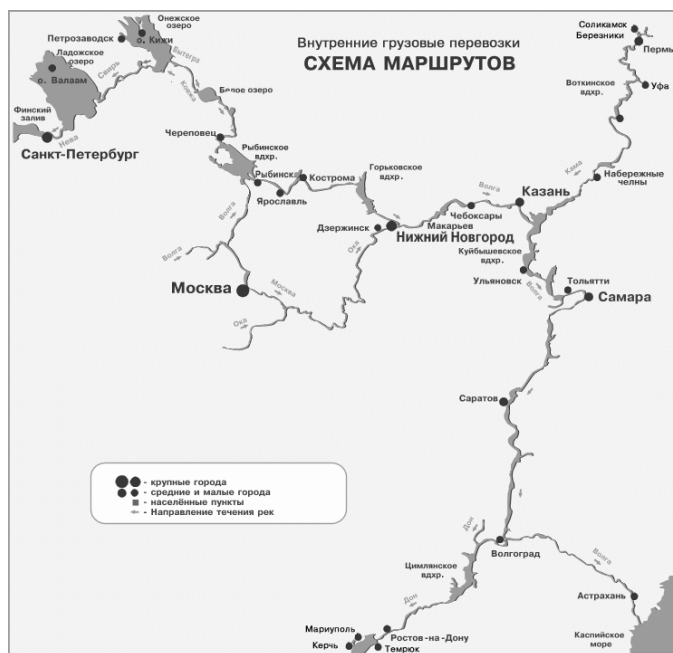 Внутренние грузовые перевозки
СХЕМА МАРШРУТОВ
Онежское
озеро
Петрозаводск
о. Кижи
Ладожское
озеро
о. Валаам
Свирь
Вытегра
Ковжа
Белое озеро
Финский
залив
Нева
Санкт-Петербург
Череповец
Рыбинское
вдхр.
Рыбинск
Кострома
Ярославль
Горьковское
вдхр.
Соликамск
Березники
Пермь
Воткинское
вдхр.
Уфа
Кама
Набережные
челны
Волга
Казань
Чебоксары
Макарьев
Дзержинск
НИЖНИЙ НОВГОРОД
Волга
Волга
Ока
Куйбышевское
вдхр.
Ульяновск
Волга
Тольятти
Самара
Москва
Москва
Ока
Саратов
- крупные города
- средние и малые города
- населённые пункты
- Направление течения рек
Дон
Волгоград
Волга
Цимлянское
вдхр.
Дон
Астрахань
Мариуполь
Ростов-на-Дону
Керчь
Темрюк
Каспийское
море